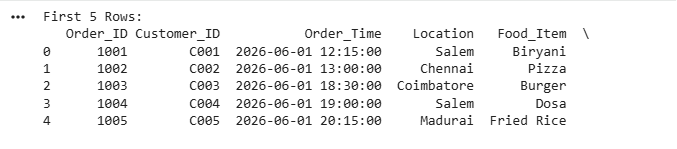 ••• First 5 Rows:
Order_ID Customer_ID Order_Time Location Food_Item \
0 1001 C001 2026-06-01 12:15:00 Salem Biryani
1 1002 C002 2026-06-01 13:00:00 Chennai Pizza
2 1003 C003 2026-06-01 18:30:00 Coimbatore Burger
3 1004 C004 2026-06-01 19:00:00 Salem Dosa
4 1005 C005 2026-06-01 20:15:00 Madurai Fried Rice